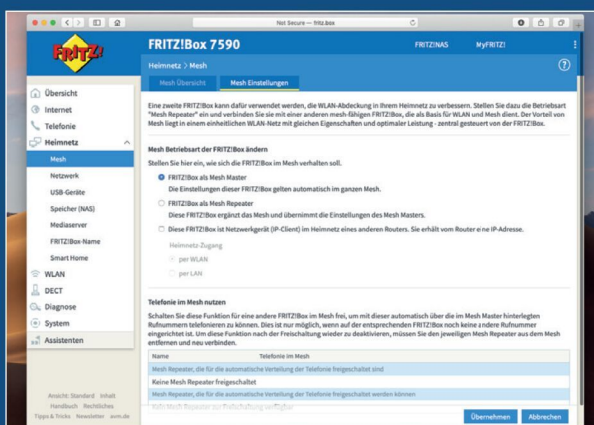 Not Secure — fritz.box
FRITZ!
FRITZ!Box 7590
FRITZ!NAS
MyFRITZ!
Heimnetz > Mesh
Mesh Übersicht
Mesh Einstellungen
Übersicht
Internet
Telefonie
Heimnetz
Mesh
Netzwerk
USB-Geräte
Speicher (NAS)
Mediaserver
FRITZ!Box-Name
Smart Home
WLAN
DECT
Diagnose
System
Assistenten
Ansicht: Standard Inhalt
Handbuch Rechtliches
Tipps & Tricks Newsletter avm.de
Eine zweite FRITZ!Box kann dafür verwendet werden, die WLAN-Abdeckung in Ihrem Heimnetz zu verbessern. Stellen Sie dazu die Betriebsart
"Mesh Repeater" ein und verbinden Sie sie mit einer anderen mesh-fähigen FRITZ!Box, die als Basis für WLAN und Mesh dient. Der Vorteil von
Mesh liegt in einem einheitlichen WLAN-Netz mit gleichen Eigenschaften und optimaler Leistung - zentral gesteuert von der FRITZ!Box.
Mesh Betriebsart der FRITZ!Box ändern
Stellen Sie hier ein, wie sich die FRITZ!Box im Mesh verhalten soll.
FRITZ!Box als Mesh Master
Die Einstellungen dieser FRITZ!Box gelten automatisch im ganzen Mesh.
FRITZ!Box als Mesh Repeater
Diese FRITZ!Box ergänzt das Mesh und übernimmt die Einstellungen des Mesh Masters.
Diese FRITZ!Box ist Netzwerkgerät (IP-Client) im Heimnetz eines anderen Routers. Sie erhält vom Router eine IP-Adresse.
Heimnetz-Zugang
per WLAN
per LAN
Telefonie im Mesh nutzen
Schalten Sie diese Funktion für eine andere FRITZ!Box im Mesh frei, um mit dieser automatisch über die im Mesh Master hinterlegten
Rufnummern telefonieren zu können. Dies ist nur möglich, wenn auf der entsprechenden FRITZ!Box noch keine andere Rufnummer
eingerichtet ist. Um diese Funktion nach der Freischaltung wieder zu deaktivieren, müssen Sie den jeweiligen Mesh Repeater aus dem Mesh
entfernen und neu verbinden.
Name Telefonie im Mesh
Mesh Repeater, die für die automatische Verteilung der Telefonie freigeschaltet sind
Keine Mesh Repeater freigeschaltet
Mesh Repeater, die für die automatische Verteilung der Telefonie freigeschaltet werden können
Kein Mesh Repeater zur Freischaltung verfügbar
Übernehmen
Abbrechen